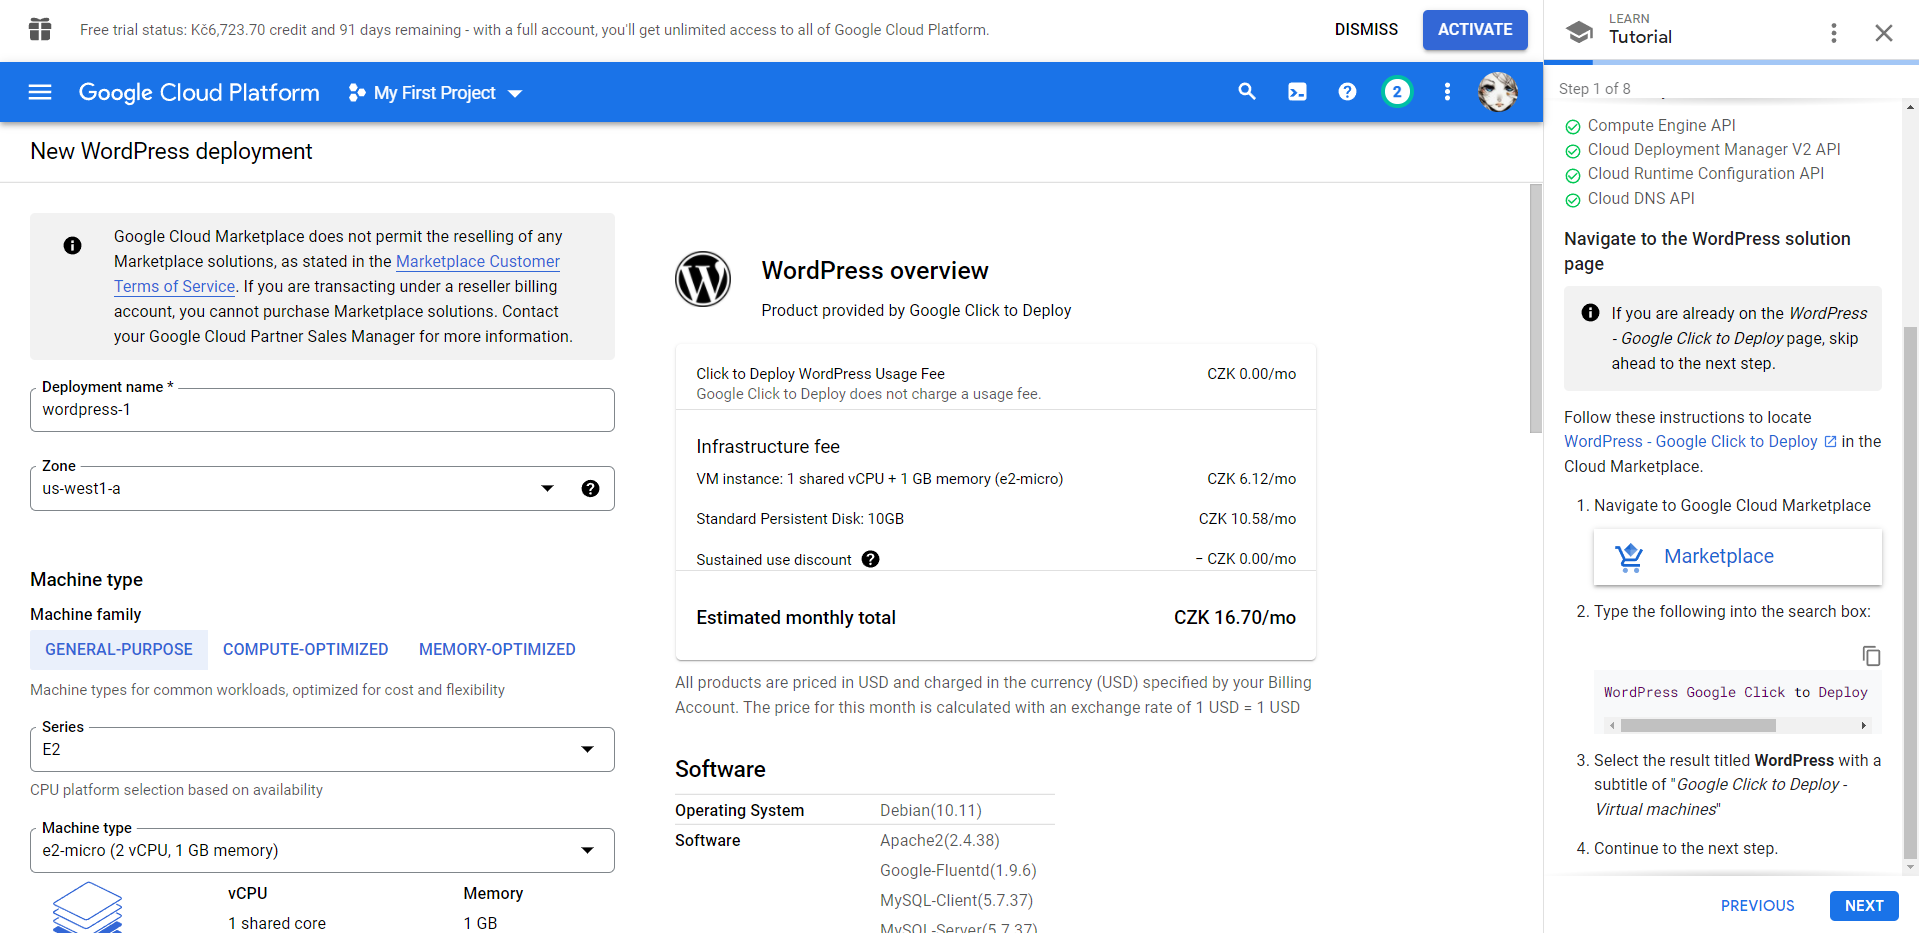 Free trial status: Kč6,723.70 credit and 91 days remaining - with a full account, you'll get unlimited access to all of Google Cloud Platform.
DISMISS
ACTIVATE
Google Cloud Platform
My First Project
2
New WordPress deployment
Google Cloud Marketplace does not permit the reselling of any
Marketplace solutions, as stated in the Marketplace Customer
Terms of Service. If you are transacting under a reseller billing
account, you cannot purchase Marketplace solutions. Contact
your Google Cloud Partner Sales Manager for more information.
Deployment name *
wordpress-1
Zone
us-west1-a
Machine type
Machine family
GENERAL-PURPOSE
COMPUTE-OPTIMIZED
MEMORY-OPTIMIZED
Machine types for common workloads, optimized for cost and flexibility
Series
E2
CPU platform selection based on availability
Machine type
e2-micro (2 vCPU, 1 GB memory)
vCPU
Memory
1 shared core
1 GB
WordPress overview
Product provided by Google Click to Deploy
Click to Deploy WordPress Usage Fee
CZK 0.00/mo
Google Click to Deploy does not charge a usage fee.
Infrastructure fee
VM instance: 1 shared vCPU + 1 GB memory (e2-micro)
CZK 6.12/mo
Standard Persistent Disk: 10GB
CZK 10.58/mo
Sustained use discount
− CZK 0.00/mo
Estimated monthly total
CZK 16.70/mo
All products are priced in USD and charged in the currency (USD) specified by your Billing
Account. The price for this month is calculated with an exchange rate of 1 USD = 1 USD
Software
Operating System
Debian(10.11)
Software
Apache2(2.4.38)
Google-Fluentd(1.9.6)
MySQL-Client(5.7.37)
MySQL-Server(5.7.37)
LEARN
Tutorial
Step 1 of 8
Compute Engine API
Cloud Deployment Manager V2 API
Cloud Runtime Configuration API
Cloud DNS API
Navigate to the WordPress solution
page
If you are already on the WordPress
- Google Click to Deploy page, skip
ahead to the next step.
Follow these instructions to locate
WordPress - Google Click to Deploy in the
Cloud Marketplace.
1. Navigate to Google Cloud Marketplace
Marketplace
2. Type the following into the search box:
WordPress Google Click to Deploy
3. Select the result titled WordPress with a
subtitle of "Google Click to Deploy -
Virtual machines"
4. Continue to the next step.
PREVIOUS
NEXT